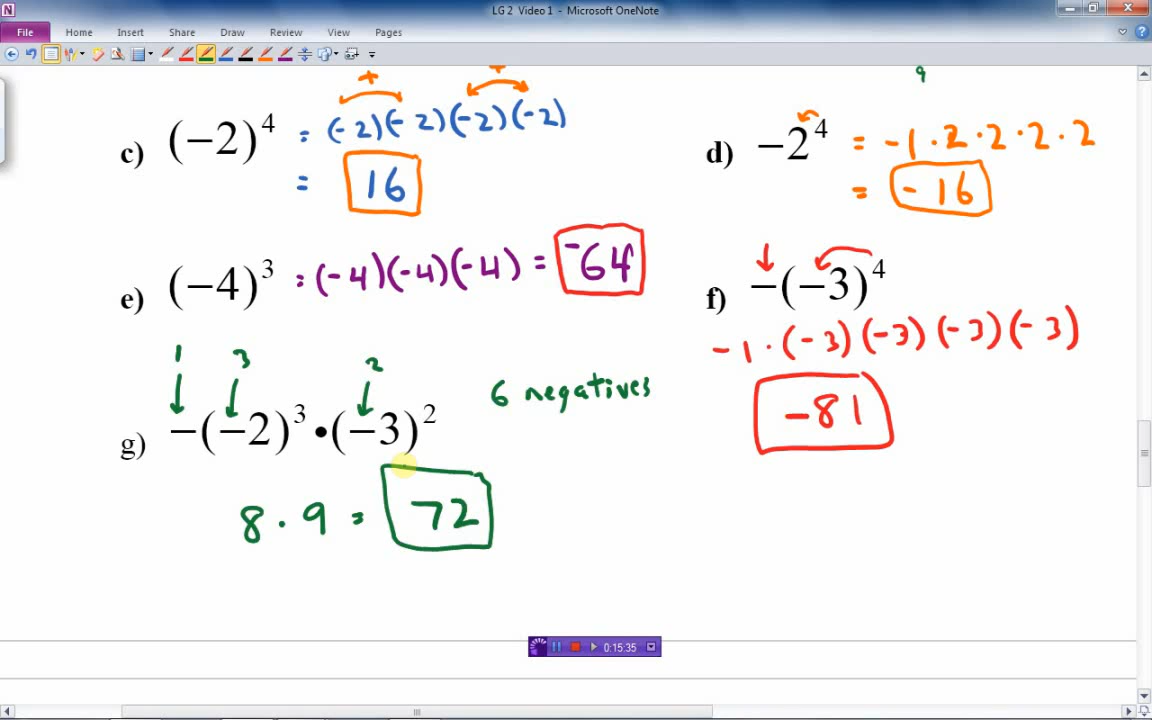 LG 2 Video 1 - Microsoft OneNote
File Home Insert Share Draw Review View Pages
+ +
9
c) (−2)⁴ = (-2)(-2)(-2)(-2)
= 16
d) −2⁴ = -1 · 2 · 2 · 2 · 2
= -16
e) (−4)³ = (-4)(-4)(-4) = -64
f) −(−3)⁴
-1 · (-3)(-3)(-3)(-3)
-81
1 3 2
6 negatives
g) −(−2)³ • (−3)²
8 · 9 = 72
0:15:35